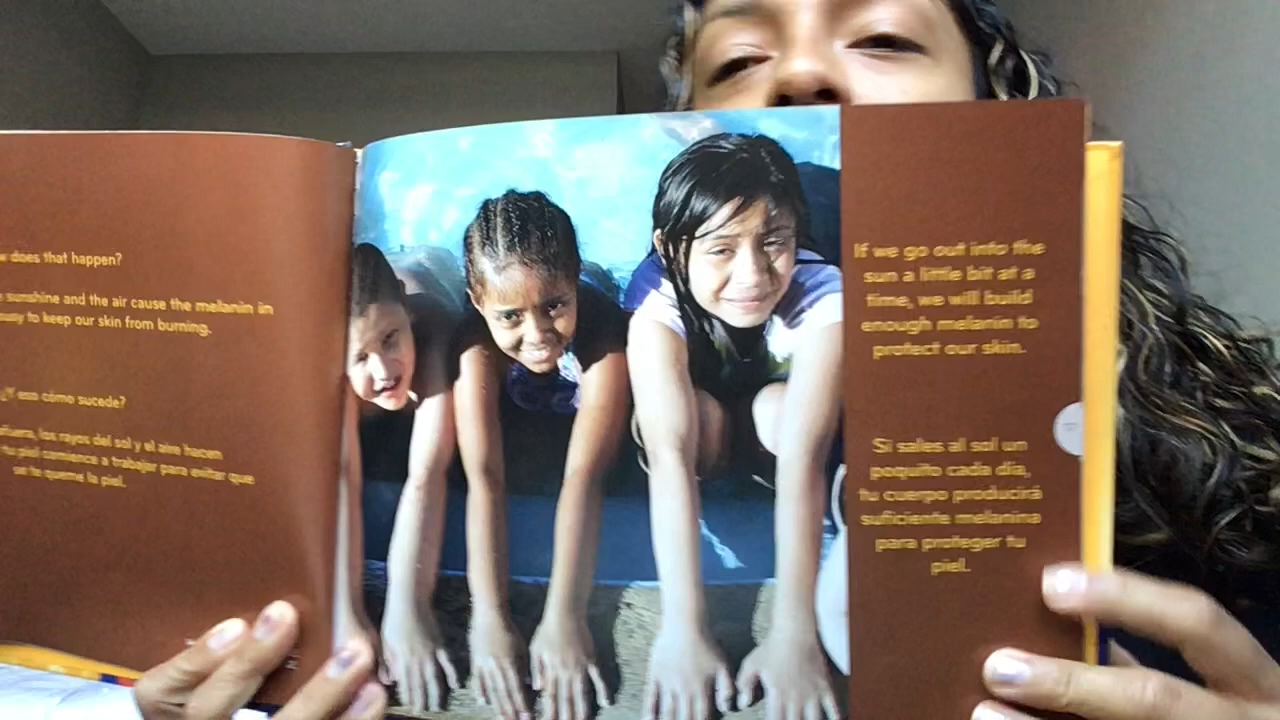 does that happen?
sunshine and the air cause the melanin in
to keep our skin from burning.
¿Y eso cómo sucede?
los rayos del sol y el aire hacen
tu piel comience a trabajar para evitar que
se te queme la piel.
If we go out into the
sun a little bit at a
time, we will build
enough melanin to
protect our skin.
Si sales al sol un
poquito cada día,
tu cuerpo producirá
suficiente melanina
para proteger tu
piel.